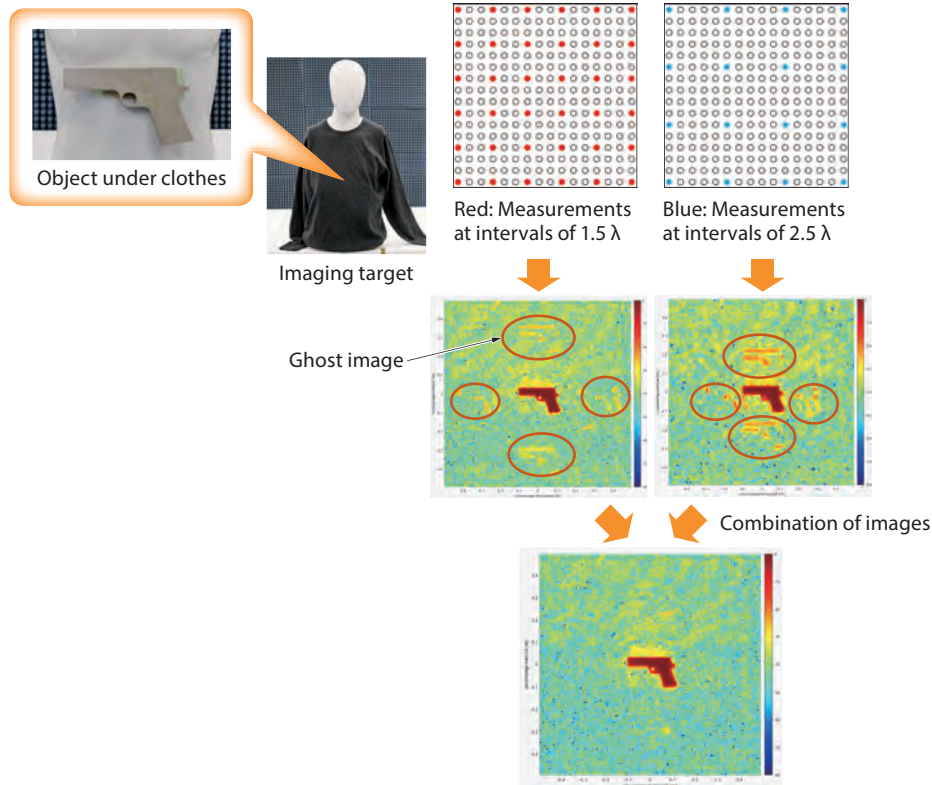 Object under clothes
Imaging target
Red: Measurements
at intervals of 1.5 λ
Blue: Measurements
at intervals of 2.5 λ
Ghost image
Combination of images